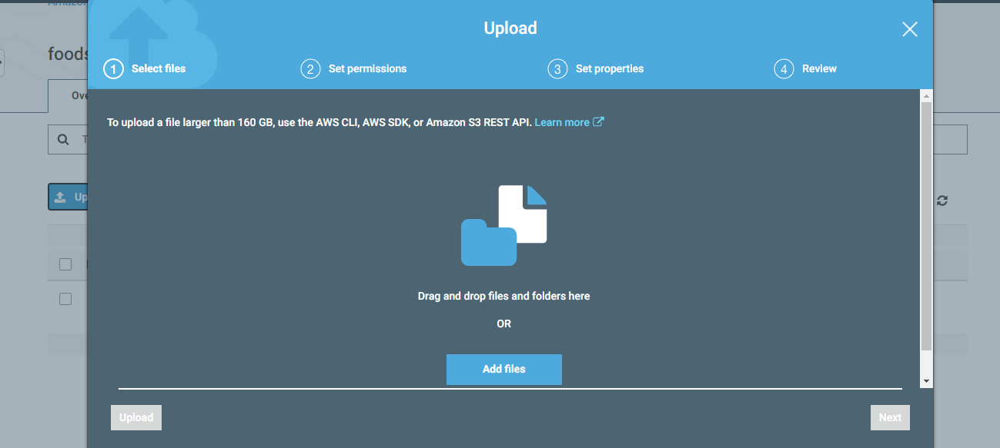 Upload
1 Select files
2 Set permissions
3 Set properties
4 Review
foods
To upload a file larger than 160 GB, use the AWS CLI, AWS SDK, or Amazon S3 REST API. Learn more
Drag and drop files and folders here
OR
Add files
Upload
Next